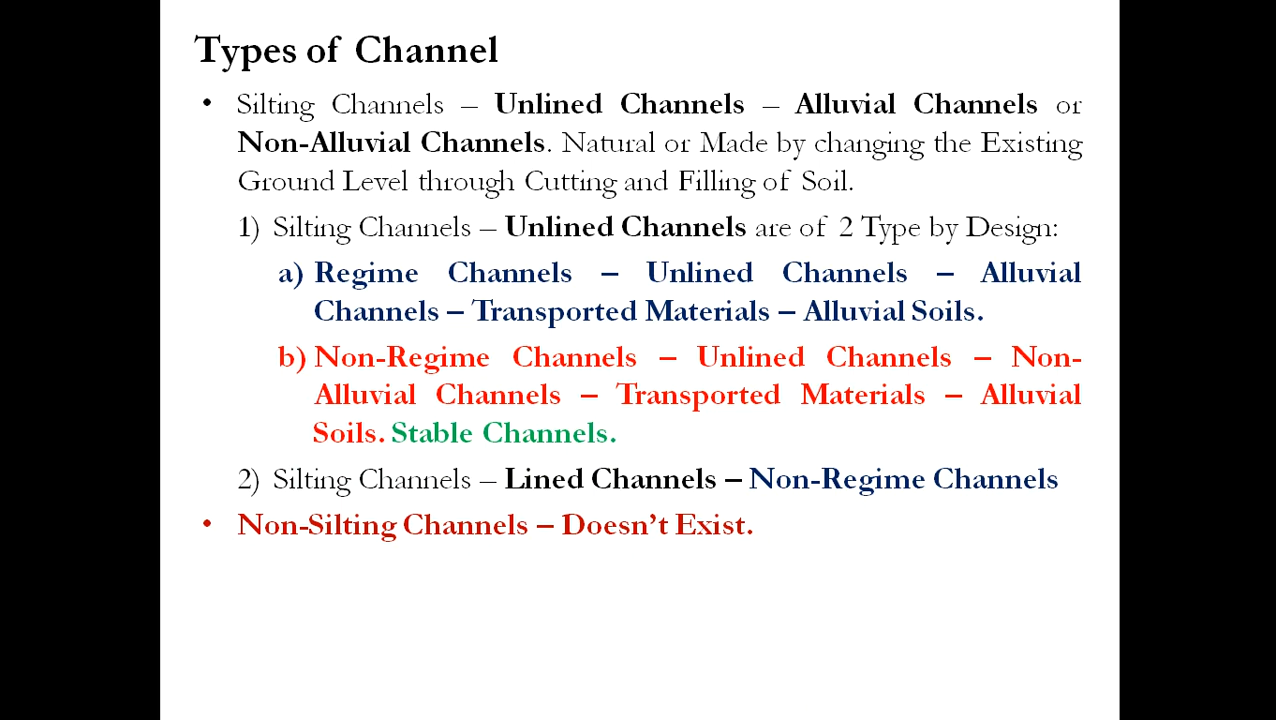 Types of Channel
• Silting Channels – Unlined Channels – Alluvial Channels or
Non-Alluvial Channels. Natural or Made by changing the Existing
Ground Level through Cutting and Filling of Soil.
1) Silting Channels – Unlined Channels are of 2 Type by Design:
a) Regime Channels – Unlined Channels – Alluvial
Channels – Transported Materials – Alluvial Soils.
b) Non-Regime Channels – Unlined Channels – Non-
Alluvial Channels – Transported Materials – Alluvial
Soils. Stable Channels.
2) Silting Channels – Lined Channels – Non-Regime Channels
• Non-Silting Channels – Doesn’t Exist.